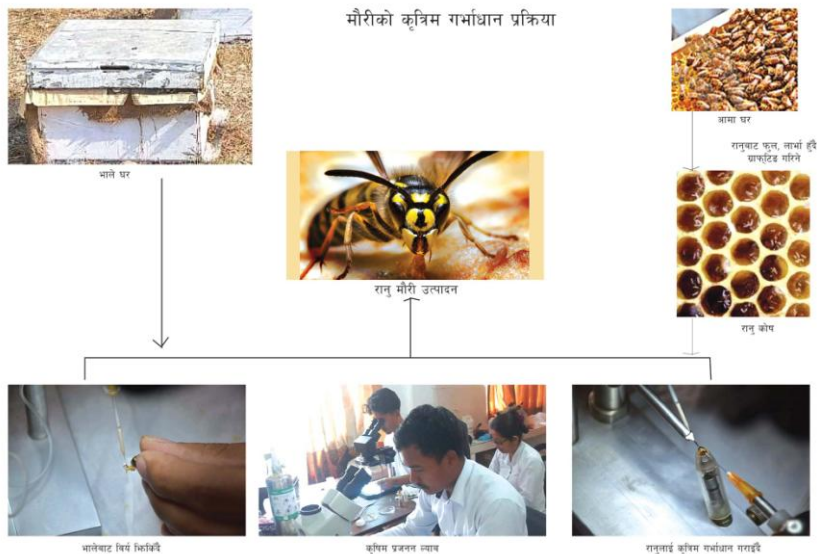 मौरीको कृत्रिम गर्भाधान प्रक्रिया
भाले घर
आमा घर
रानुबाट फूल, लार्भा हुँदै
ग्राफ्टिङ गरिने
रानु मौरी उत्पादन
रानु कोष
भालेबाट विर्य झिकिँदै
कृषिम प्रजनन ल्याब
रानुलाई कृत्रिम गर्भाधान गराइँदै